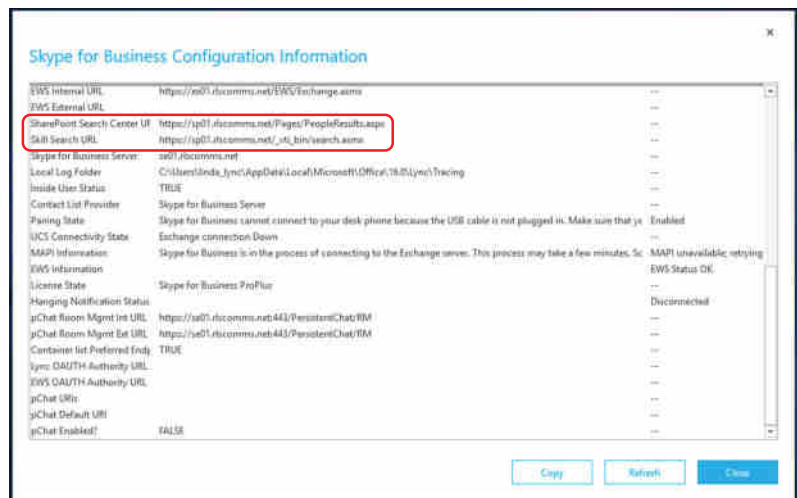 Skype for Business Configuration Information
EWS Internal URL https://ex01.rlscomms.net/EWS/Exchange.asmx --
EWS External URL --
SharePoint Search Center UR https://sp01.rlscomms.net/Pages/PeopleResults.aspx --
Skill Search URL https://sp01.rlscomms.net/_vti_bin/search.asmx --
Skype for Business Server se01.rlscomms.net --
Local Log Folder C:\Users\linda_lync\AppData\Local\Microsoft\Office\16.0\Lync\Tracing --
Inside User Status TRUE --
Contact List Provider Skype for Business Server --
Pairing State Skype for Business cannot connect to your desk phone because the USB cable is not plugged in. Make sure that yo Enabled
UCS Connectivity State Exchange connection Down --
MAPI Information Skype for Business is in the process of connecting to the Exchange server. This process may take a few minutes. Sc MAPI unavailable; retrying
EWS Information EWS Status OK
License State Skype for Business ProPlus --
Hanging Notification Status Disconnected
pChat Room Mgmt Int URL https://se01.rlscomms.net:443/PersistentChat/RM --
pChat Room Mgmt Ext URL https://se01.rlscomms.net:443/PersistentChat/RM --
Container list Preferred Endp TRUE --
Lync OAUTH Authority URL --
EWS OAUTH Authority URL --
pChat URIs --
pChat Default URI --
pChat Enabled? FALSE --
Copy Refresh Close